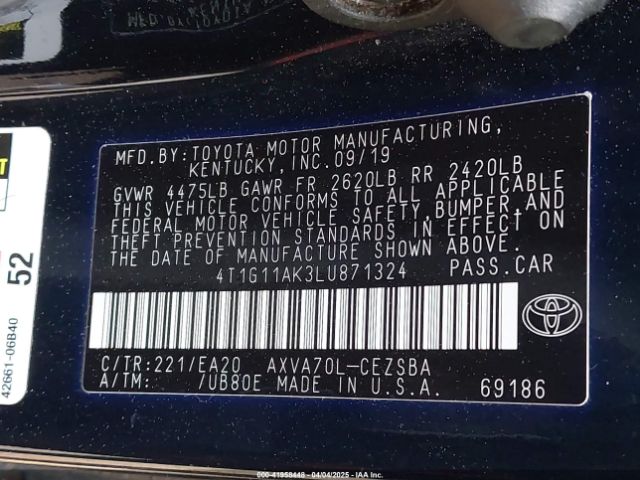 MFD. BY: TOYOTA MOTOR MANUFACTURING,
KENTUCKY, INC. 09/19
GVWR 4475LB GAWR FR 2620LB RR 2420LB
THIS VEHICLE CONFORMS TO ALL APPLICABLE
FEDERAL MOTOR VEHICLE SAFETY, BUMPER, AND
THEFT PREVENTION STANDARDS IN EFFECT ON
THE DATE OF MANUFACTURE SHOWN ABOVE.
4T1G11AK3LU871324 PASS. CAR
C/TR: 221/EA20 AXVA70L-CEZSBA
A/TM: /UB80E MADE IN U.S.A. 69186
TOYOTA
42661-06B40
52
000-41958448 - 04/04/2025 - IAA Inc.